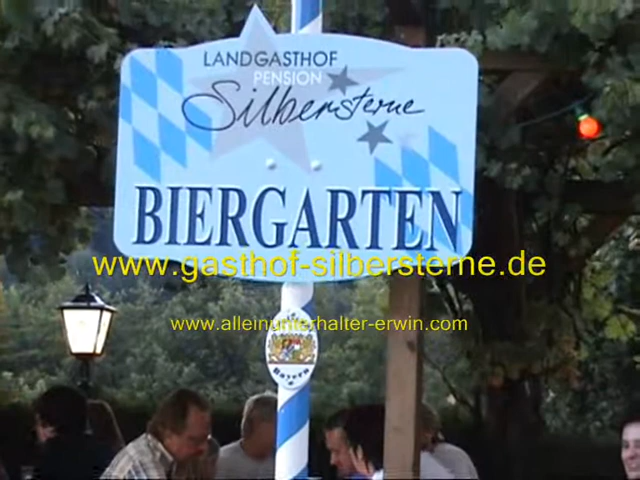 LANDGASTHOF
PENSION
Silbersterne
BIERGARTEN
www.gasthof-silbersterne.de
www.alleinunterhalter-erwin.com
Bayern